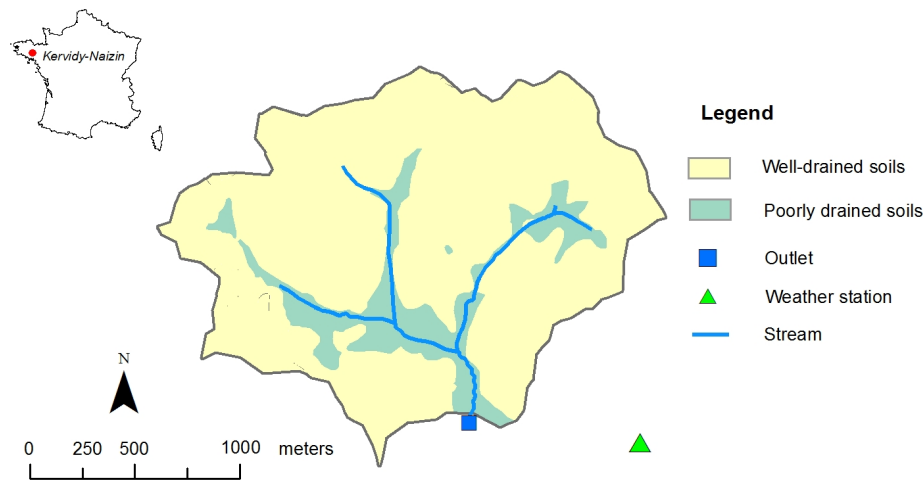 Kervidy-Naizin
Legend
Well-drained soils
Poorly drained soils
Outlet
Weather station
Stream
N
0 250 500 1000 meters